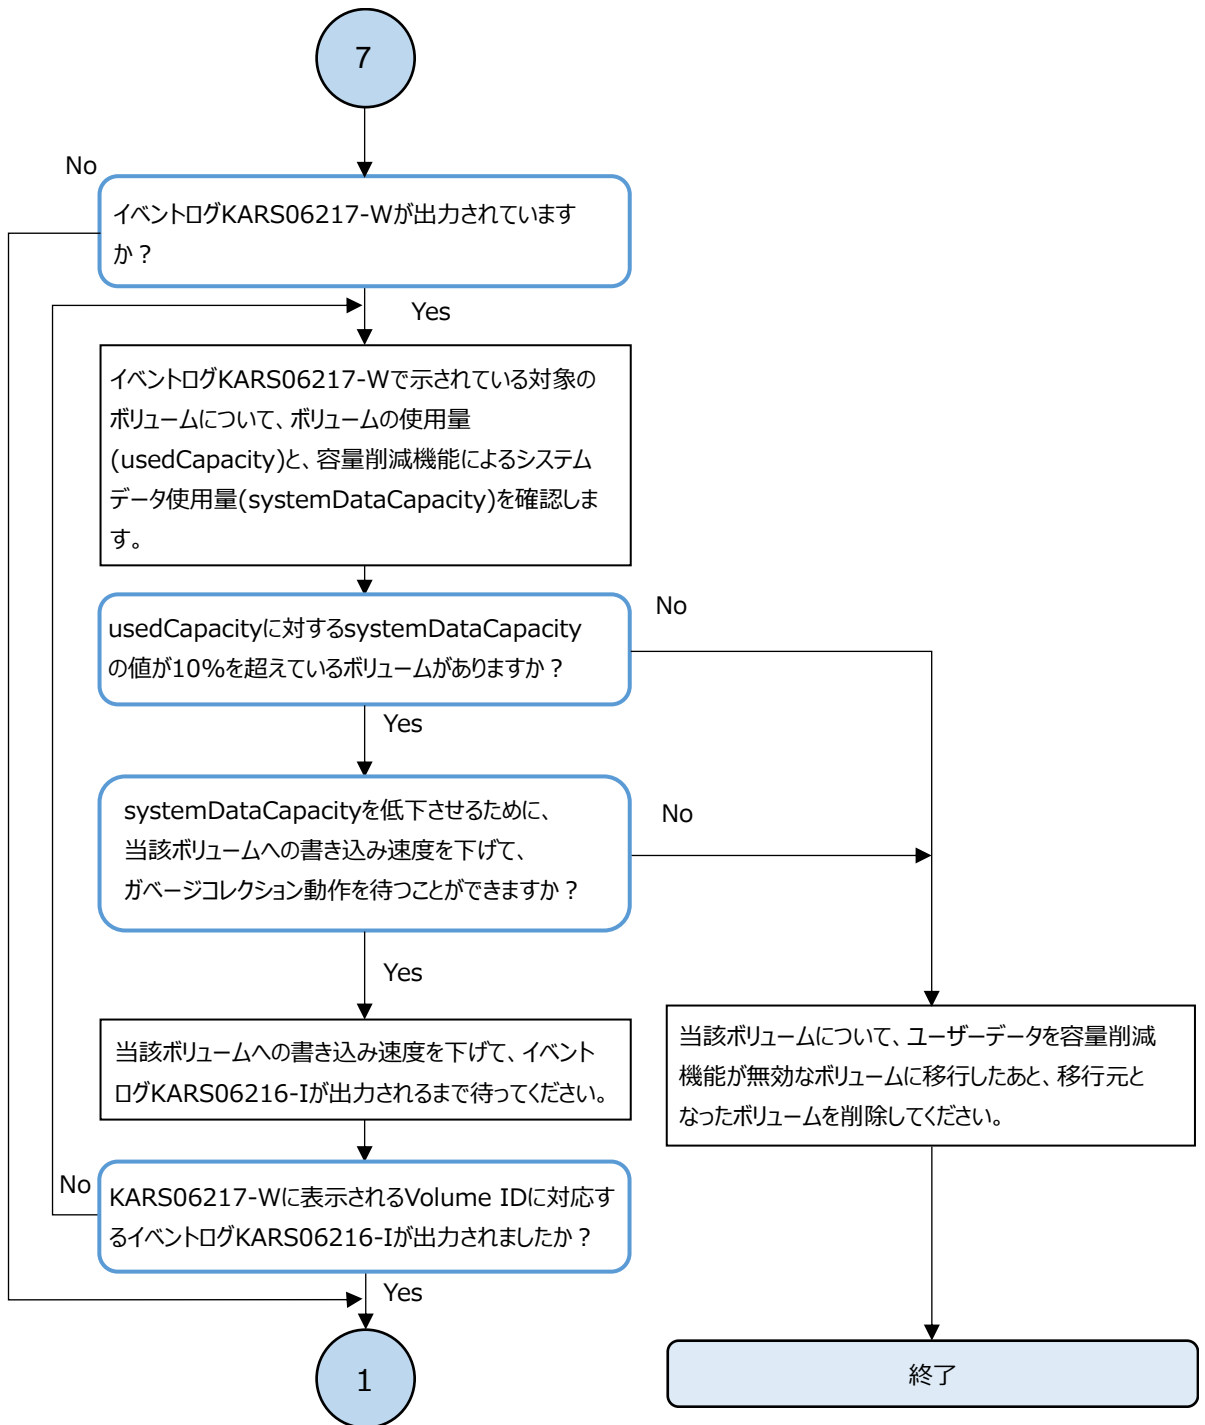 7
No
イベントログKARS06217-Wが出力されています
か？
Yes
イベントログKARS06217-Wで示されている対象の
ボリュームについて、ボリュームの使用量
(usedCapacity)と、容量削減機能によるシステム
データ使用量(systemDataCapacity)を確認しま
す。
No
usedCapacityに対するsystemDataCapacity
の値が10%を超えているボリュームがありますか？
Yes
systemDataCapacityを低下させるために、
当該ボリュームへの書き込み速度を下げて、
ガベージコレクション動作を待つことができますか？
No
Yes
当該ボリュームへの書き込み速度を下げて、イベント
ログKARS06216-Iが出力されるまで待ってください。
当該ボリュームについて、ユーザーデータを容量削減
機能が無効なボリュームに移行したあと、移行元と
なったボリュームを削除してください。
No
KARS06217-Wに表示されるVolume IDに対応す
るイベントログKARS06216-Iが出力されましたか？
Yes
1
終了